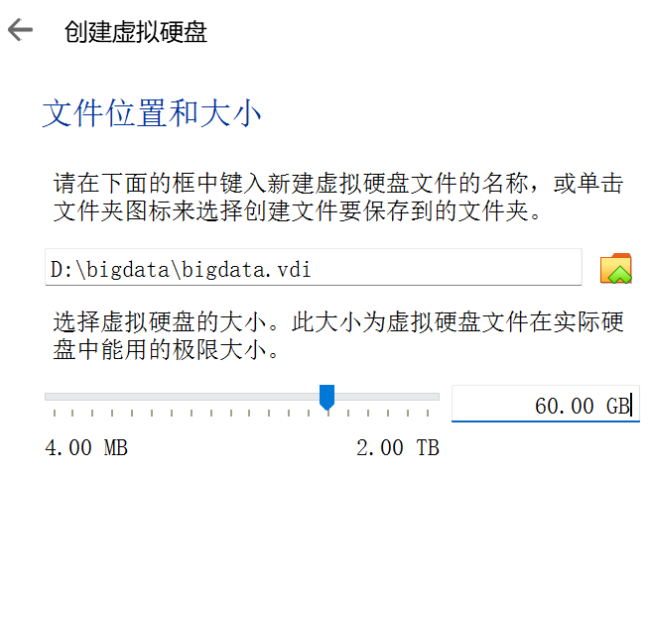 创建虚拟硬盘
文件位置和大小
请在下面的框中键入新建虚拟硬盘文件的名称，或单击
文件夹图标来选择创建文件要保存到的文件夹。
D:\bigdata\bigdata.vdi
选择虚拟硬盘的大小。此大小为虚拟硬盘文件在实际硬
盘中能用的极限大小。
60.00 GB
4.00 MB 2.00 TB